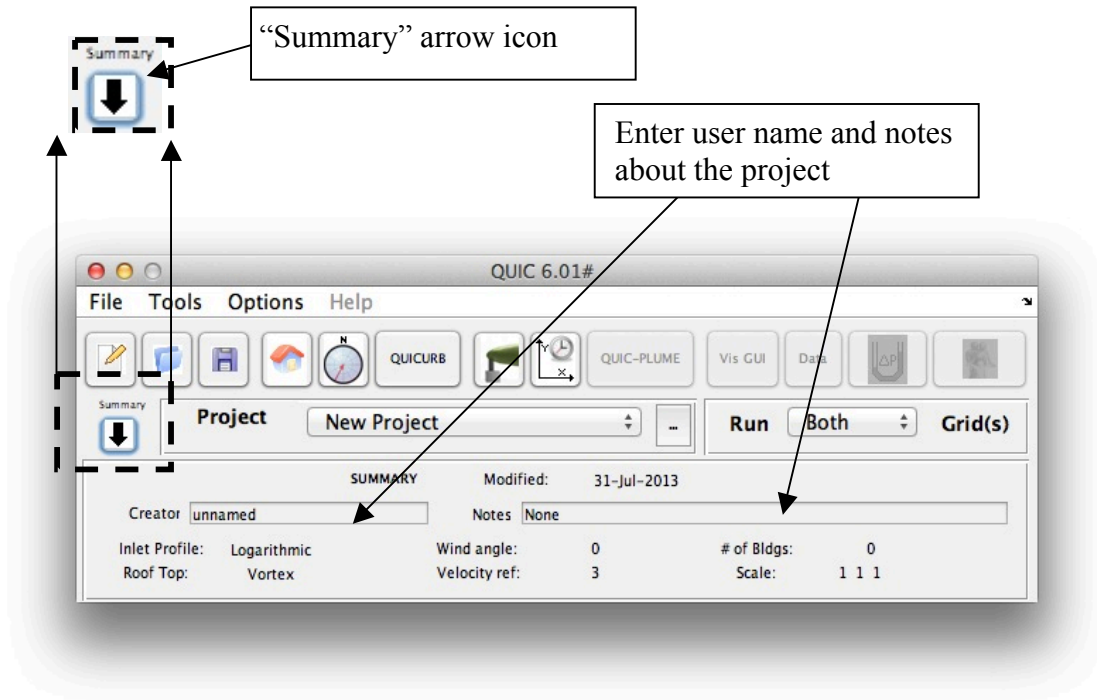 Summary
“Summary” arrow icon
Enter user name and notes
about the project
QUIC 6.01#
File Tools Options Help
N
QUICURB
Y
X
QUIC-PLUME
Vis GUI
Data
ΔP
Summary
Project New Project ... Run Both Grid(s)
SUMMARY Modified: 31-Jul-2013
Creator unnamed Notes None
Inlet Profile: Logarithmic Wind angle: 0 # of Bldgs: 0
Roof Top: Vortex Velocity ref: 3 Scale: 1 1 1